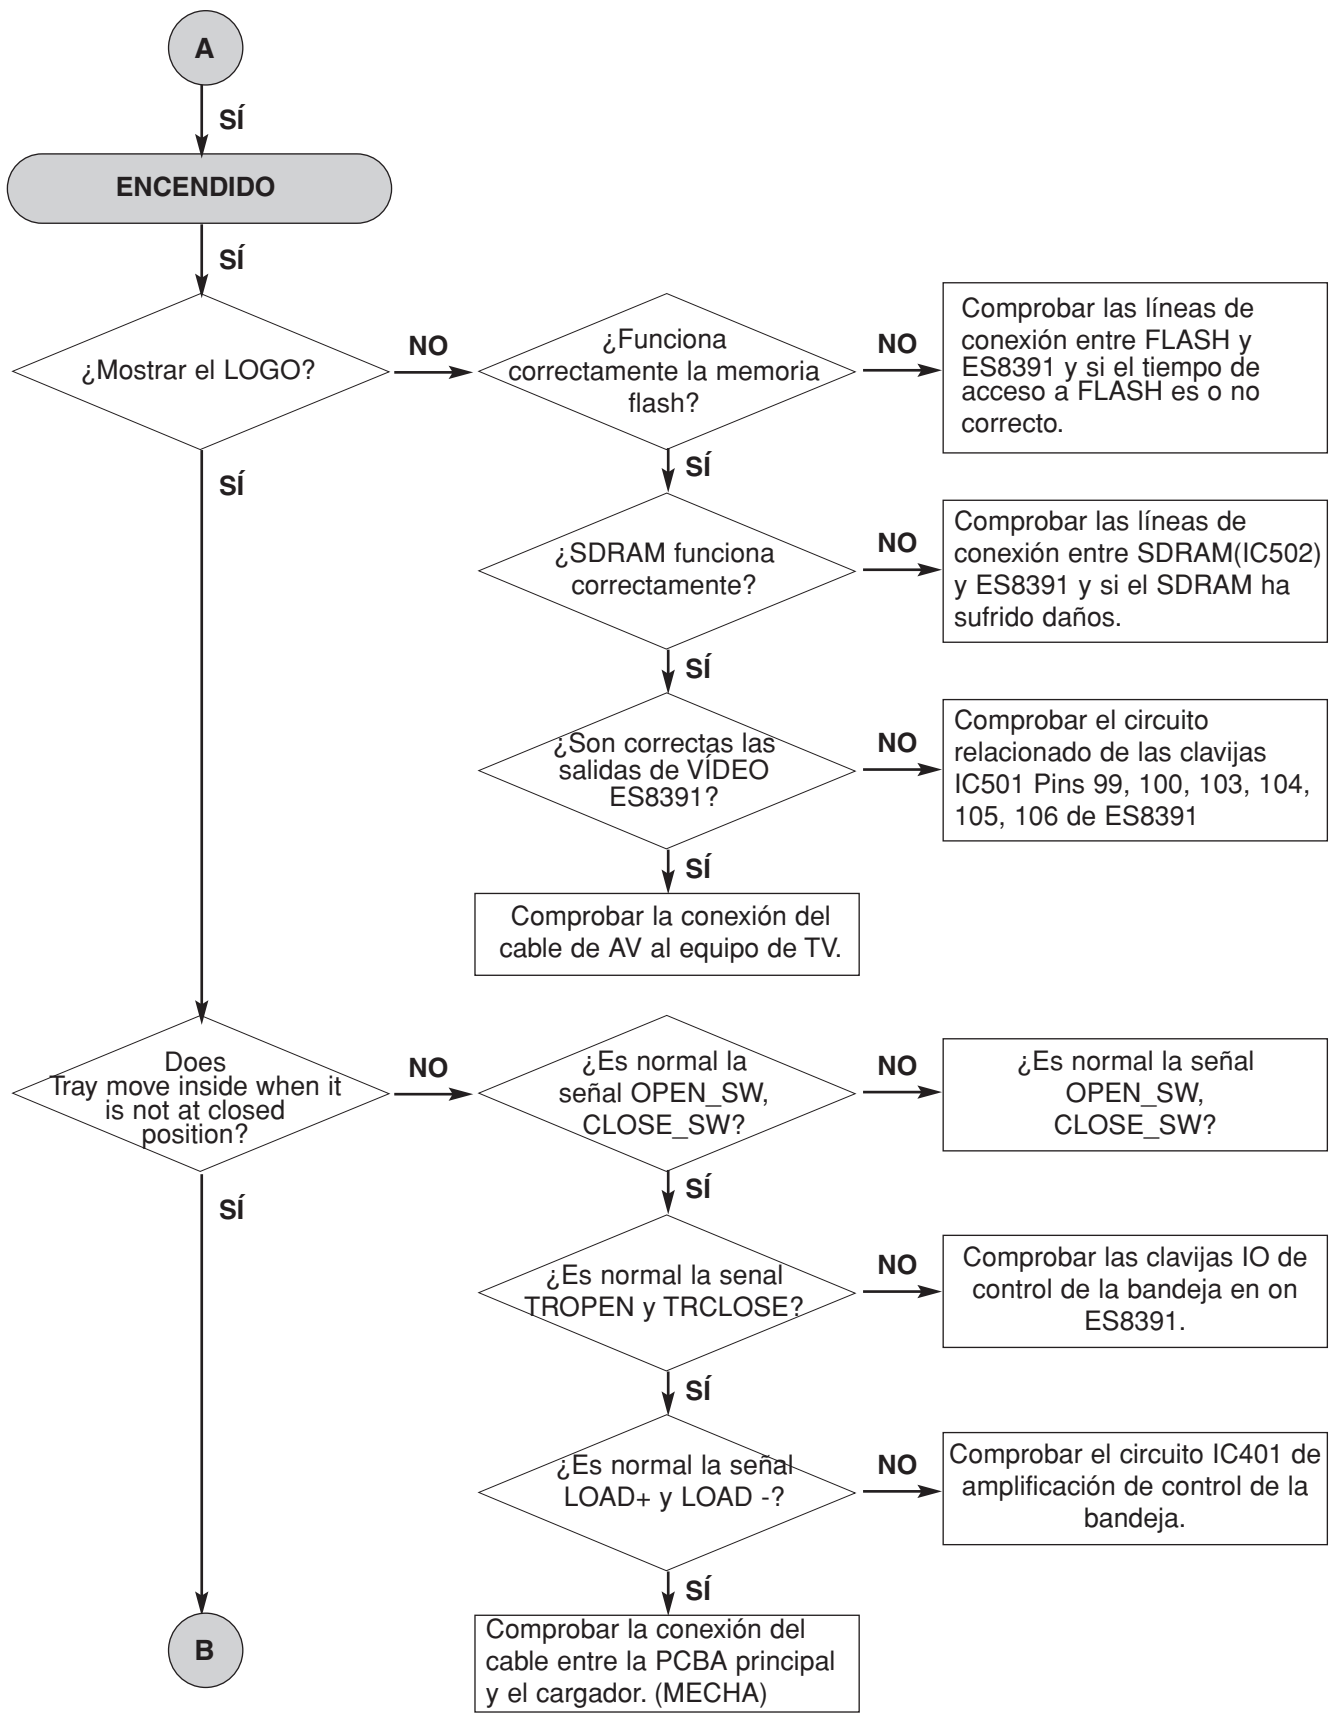 A
SÍ
ENCENDIDO
SÍ
¿Mostrar el LOGO?
NO
¿Funciona
correctamente la memoria
flash?
NO
Comprobar las líneas de
conexión entre FLASH y
ES8391 y si el tiempo de
acceso a FLASH es o no
correcto.
SÍ
SÍ
¿SDRAM funciona
correctamente?
NO
Comprobar las líneas de
conexión entre SDRAM(IC502)
y ES8391 y si el SDRAM ha
sufrido daños.
SÍ
¿Son correctas las
salidas de VÍDEO
ES8391?
NO
Comprobar el circuito
relacionado de las clavijas
IC501 Pins 99, 100, 103, 104,
105, 106 de ES8391
SÍ
Comprobar la conexión del
cable de AV al equipo de TV.
Does
Tray move inside when it
is not at closed
position?
NO
¿Es normal la
señal OPEN_SW,
CLOSE_SW?
NO
¿Es normal la señal
OPEN_SW,
CLOSE_SW?
SÍ
SÍ
¿Es normal la senal
TROPEN y TRCLOSE?
NO
Comprobar las clavijas IO de
control de la bandeja en on
ES8391.
SÍ
¿Es normal la señal
LOAD+ y LOAD -?
NO
Comprobar el circuito IC401 de
amplificación de control de la
bandeja.
SÍ
Comprobar la conexión del
cable entre la PCBA principal
y el cargador. (MECHA)
B